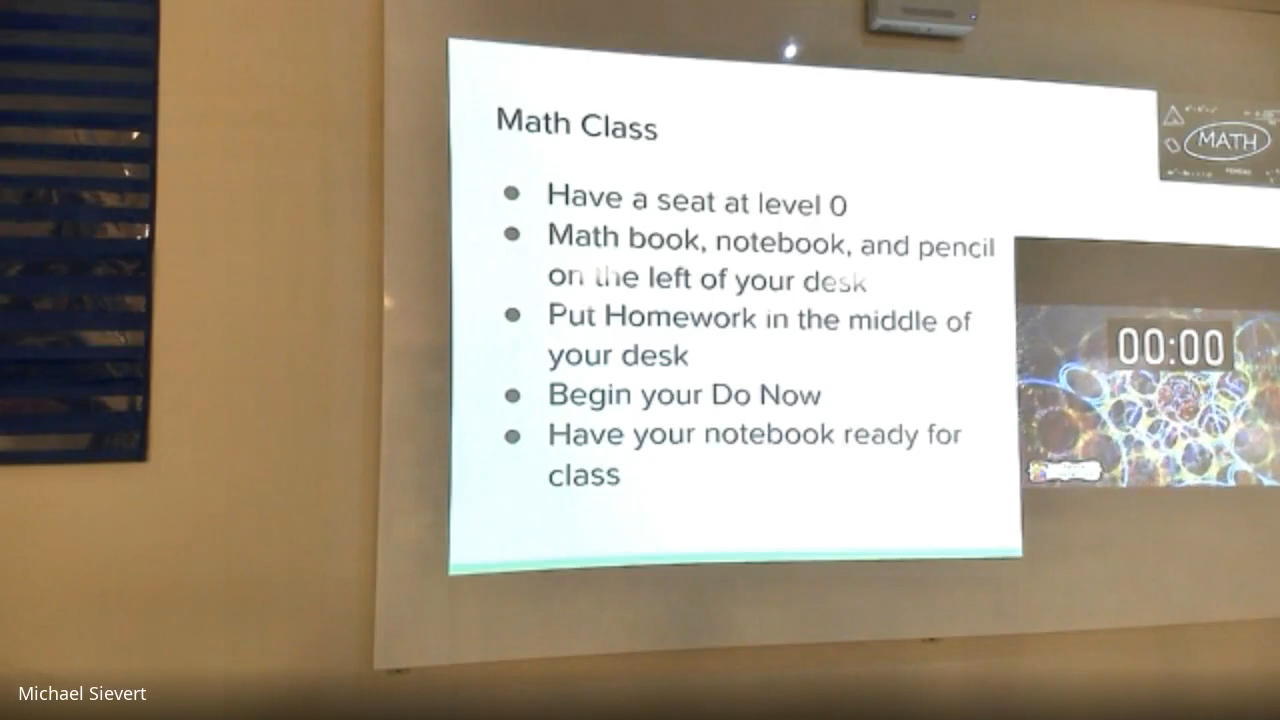 Math Class
MATH
Have a seat at level 0
Math book, notebook, and pencil
on the left of your desk
Put Homework in the middle of
your desk
00:00
Begin your Do Now
Have your notebook ready for
class
Michael Sievert